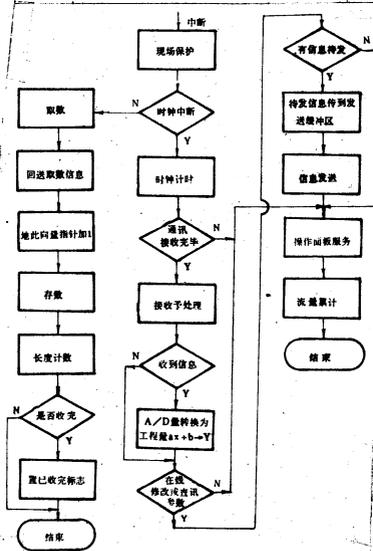 中断
现场保护
时钟中断
N
Y
取数
回送取数信息
地址向量指针加1
存数
长度计数
是否收完
N
Y
置已收完标志
结束
时钟计时
通讯
接收完毕
N
Y
接收予处理
收到信息
N
Y
A/D量转换为
工程量ax+b→Y
在线
修改或查讯
参数
N
Y
有信息待发
N
Y
待发信息传到发
送缓冲区
信息发送
操作面板服务
流量累计
结束